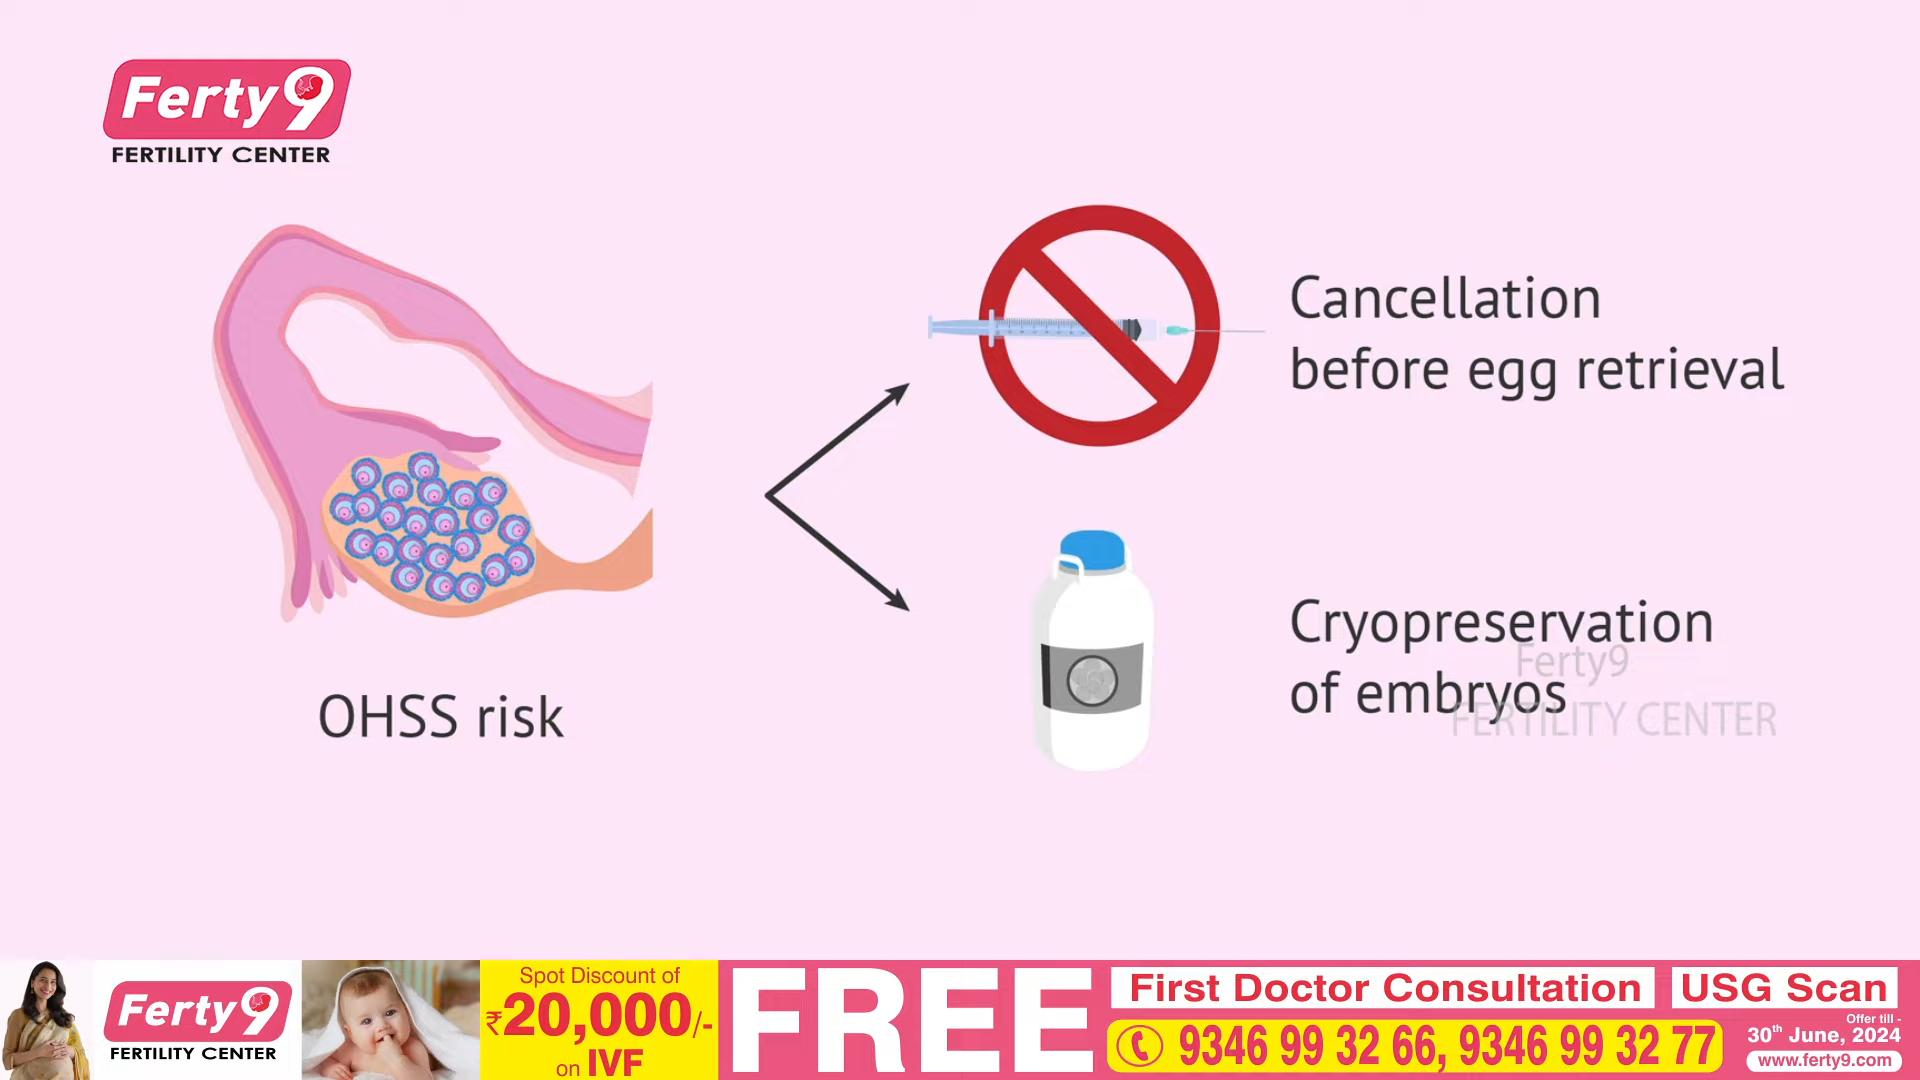 Ferty9
FERTILITY CENTER
Cancellation
before egg retrieval
OHSS risk
Cryopreservation
of embryos
Ferty9
FERTILITY CENTER
Ferty9
FERTILITY CENTER
Spot Discount of
₹20,000/-
on IVF
FREE
First Doctor Consultation
USG Scan
9346 99 32 66, 9346 99 32 77
Offer till -
30th June, 2024
www.ferty9.com